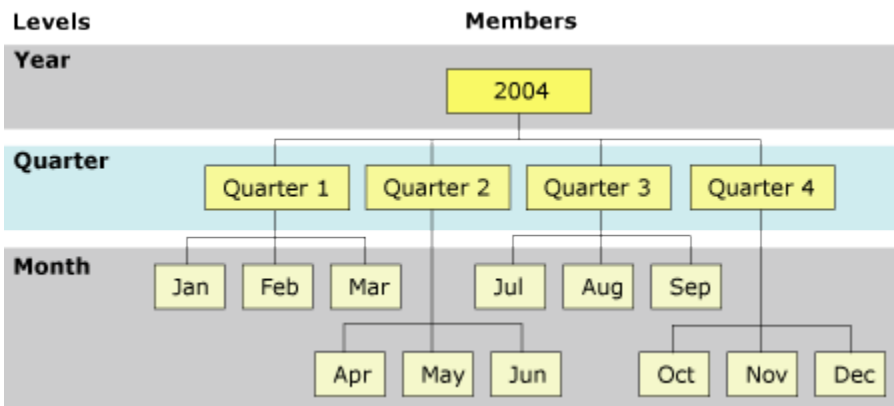 Levels Members
Year
2004
Quarter
Quarter 1 Quarter 2 Quarter 3 Quarter 4
Month
Jan Feb Mar Jul Aug Sep
Apr May Jun Oct Nov Dec